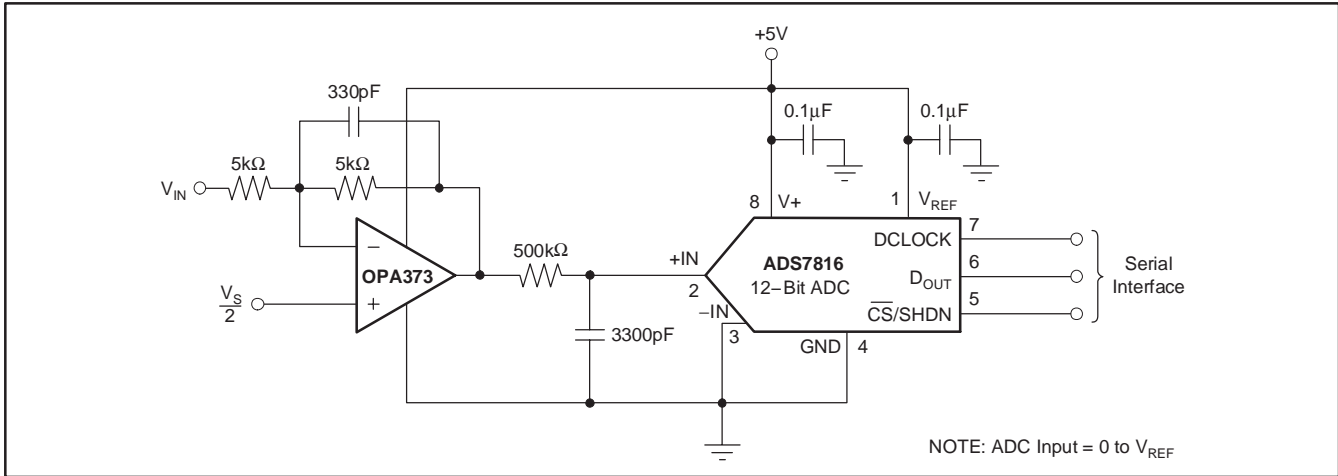 +5V
330pF
0.1μF
0.1μF
5kΩ
5kΩ
V_IN
8
V+
1
V_REF
−
OPA373
+
V_S
2
500kΩ
+IN
2
ADS7816
12–Bit ADC
−IN
3
DCLOCK
7
D_OUT
6
CS/SHDN
5
Serial
Interface
3300pF
GND
4
NOTE: ADC Input = 0 to V_REF